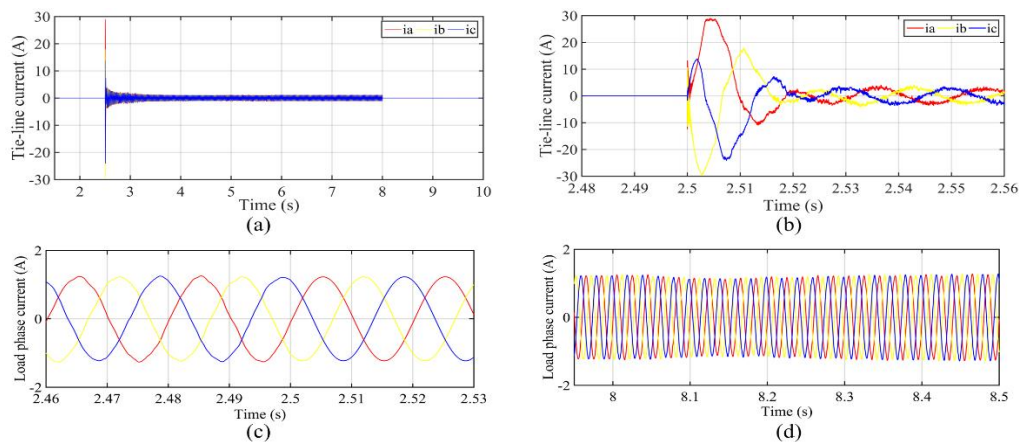 30
20
10
0
-10
-20
-30
Tie-line current (A)
ia ib ic
2 3 4 5 6 7 8 9 10
Time (s)
(a)
30
20
10
0
-10
-20
-30
Tie-line current (A)
ia ib ic
2.48 2.49 2.5 2.51 2.52 2.53 2.54 2.55 2.56
Time (s)
(b)
2
0
-2
Load phase current (A)
2.46 2.47 2.48 2.49 2.5 2.51 2.52 2.53
Time (s)
(c)
2
0
-2
Load phase current (A)
8 8.1 8.2 8.3 8.4 8.5
Time (s)
(d)